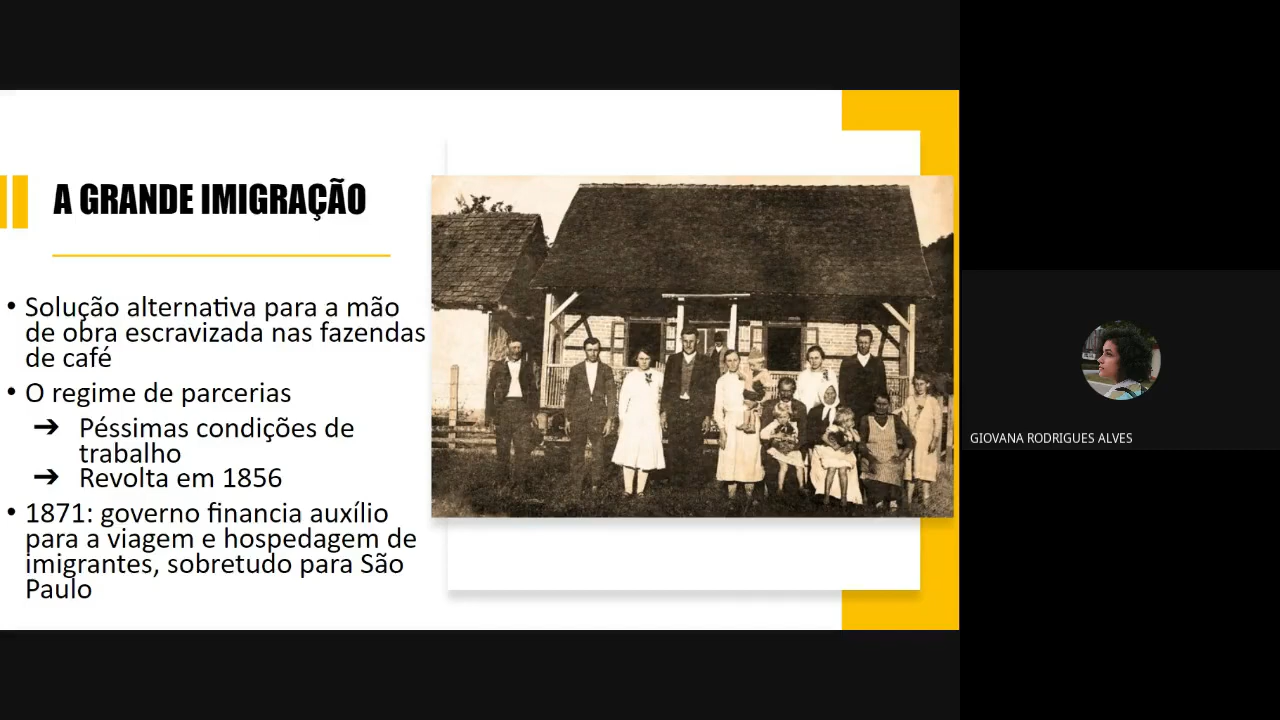 A GRANDE IMIGRAÇÃO
• Solução alternativa para a mão
de obra escravizada nas fazendas
de café
• O regime de parcerias
➔ Péssimas condições de
trabalho
➔ Revolta em 1856
• 1871: governo financia auxílio
para a viagem e hospedagem de
imigrantes, sobretudo para São
Paulo
GIOVANA RODRIGUES ALVES